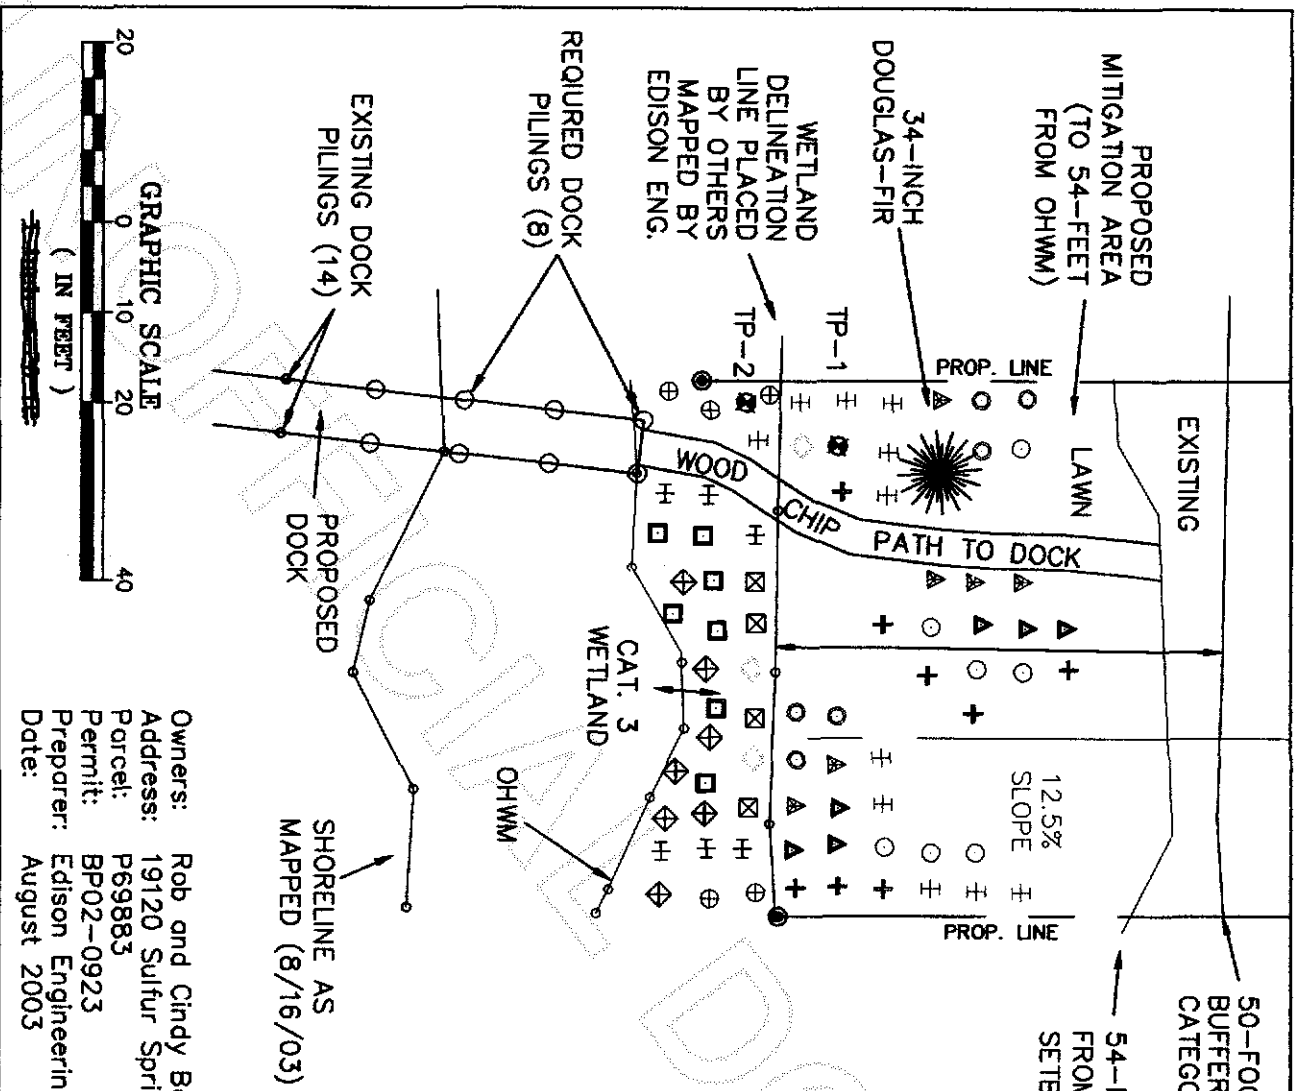 PROPOSED
MITIGATION AREA
(TO 54-FEET
FROM OHWM)
34-INCH
DOUGLAS-FIR
WETLAND
DELINEATION
LINE PLACED
BY OTHERS
MAPPED BY
EDISON ENG.
REQIURED DOCK
PILINGS (8)
EXISTING DOCK
PILINGS (14)
PROP. LINE
EXISTING
LAWN
TP-1
TP-2
WOOD
CHIP
PATH TO DOCK
12.5%
SLOPE
PROP. LINE
50-FOO
BUFFER
CATEGO
54-F
FROM
SETE
CAT. 3
WETLAND
OHWM
PROPOSED
DOCK
SHORELINE AS
MAPPED (8/16/03)
20 0 10 20 40
GRAPHIC SCALE
( IN FEET )
Owners: Rob and Cindy Be
Address: 19120 Sulfur Spri
Parcel: P69883
Permit: BP02-0923
Preparer: Edison Engineerin
Date: August 2003